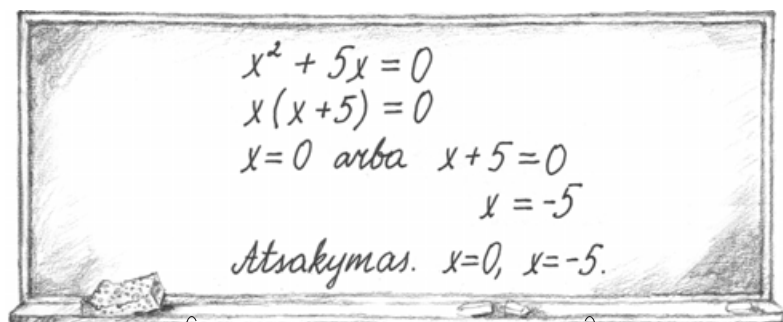 x² + 5x = 0
x(x+5) = 0
x = 0 arba x + 5 = 0
x = -5
Atsakymas. x=0, x=-5.